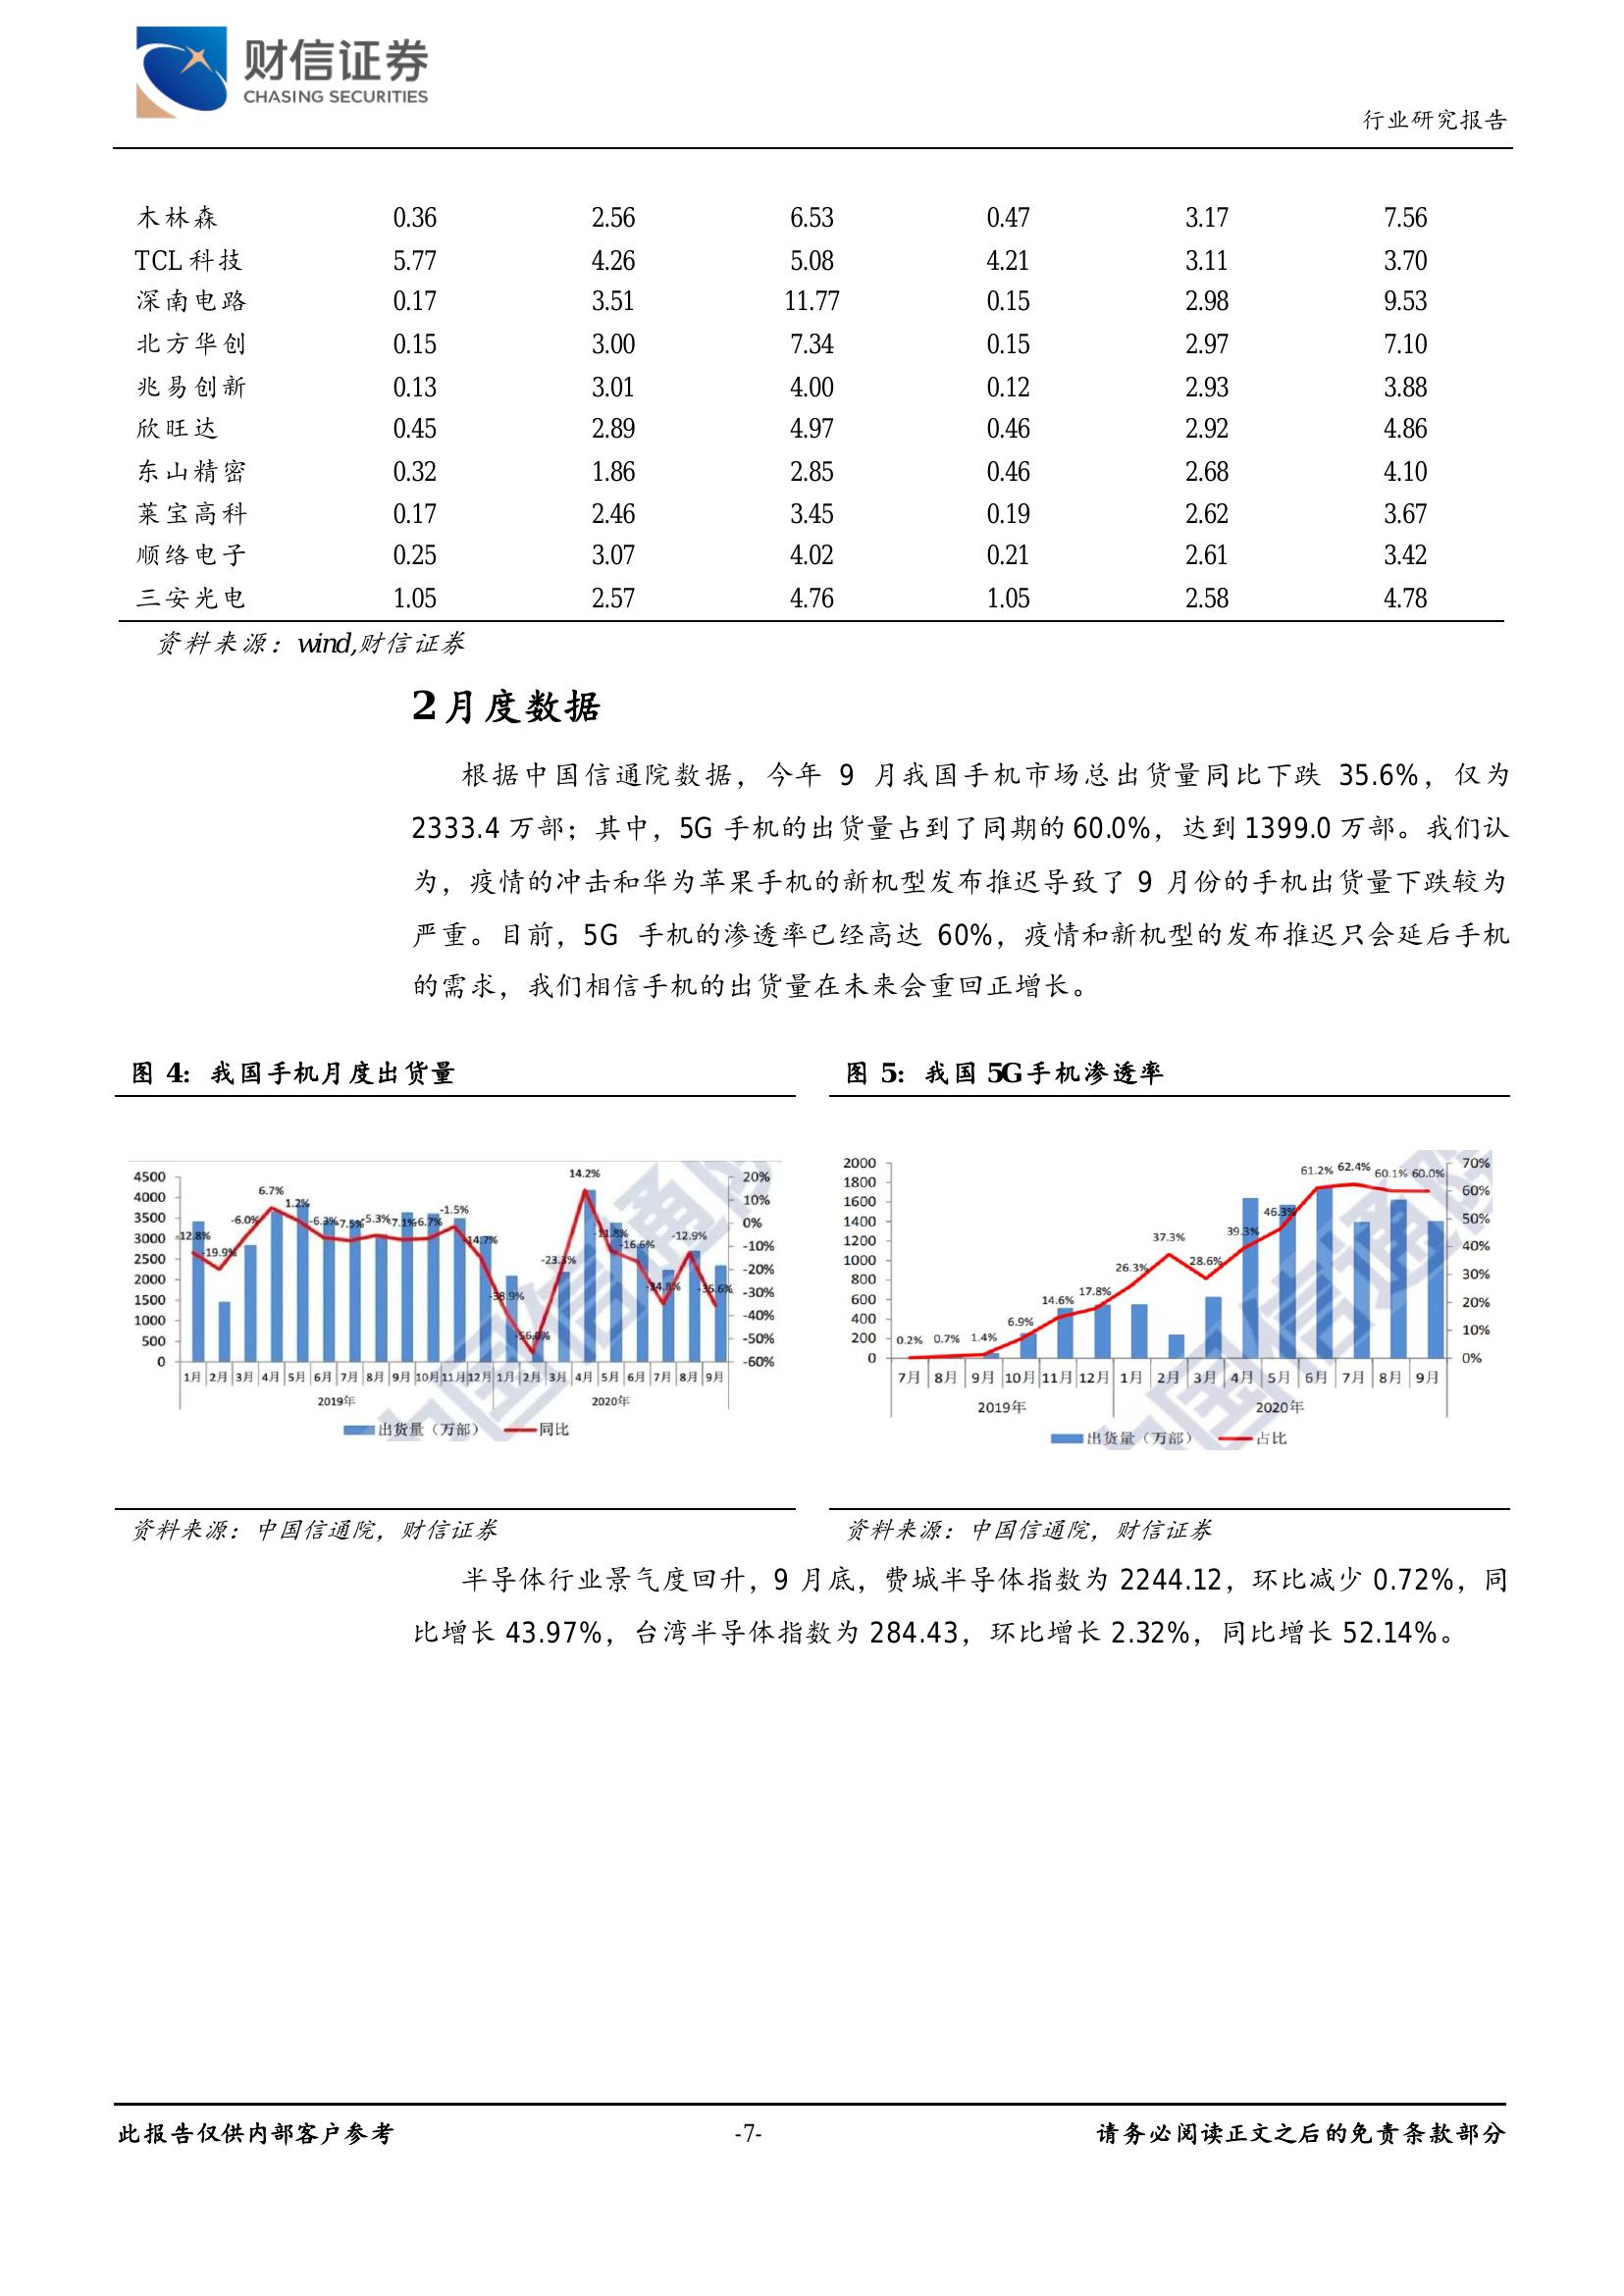 财信证券
CHASING SECURITIES
行业研究报告
木林森 0.36 2.56 6.53 0.47 3.17 7.56
TCL 科技 5.77 4.26 5.08 4.21 3.11 3.70
深南电路 0.17 3.51 11.77 0.15 2.98 9.53
北方华创 0.15 3.00 7.34 0.15 2.97 7.10
兆易创新 0.13 3.01 4.00 0.12 2.93 3.88
欣旺达 0.45 2.89 4.97 0.46 2.92 4.86
东山精密 0.32 1.86 2.85 0.46 2.68 4.10
莱宝高科 0.17 2.46 3.45 0.19 2.62 3.67
顺络电子 0.25 3.07 4.02 0.21 2.61 3.42
三安光电 1.05 2.57 4.76 1.05 2.58 4.78
资料来源：wind,财信证券
2 月度数据
根据中国信通院数据，今年 9 月我国手机市场总出货量同比下跌 35.6%，仅为
2333.4 万部；其中，5G 手机的出货量占到了同期的 60.0%，达到 1399.0 万部。我们认
为，疫情的冲击和华为苹果手机的新机型发布推迟导致了 9 月份的手机出货量下跌较为
严重。目前，5G 手机的渗透率已经高达 60%，疫情和新机型的发布推迟只会延后手机
的需求，我们相信手机的出货量在未来会重回正增长。
图 4：我国手机月度出货量
4500
4000
3500
3000
2500
2000
1500
1000
500
0
20%
10%
0%
-10%
-20%
-30%
-40%
-50%
-60%
-12.8% -19.9% -6.0% 6.7% 1.2% -6.3% -7.5% -5.3% -7.1% -6.7% -1.5% -14.7% -38.9% -56.0% -23.3% 14.2% -11.8% -16.6% -34.8% -12.9% -35.6%
1月 2月 3月 4月 5月 6月 7月 8月 9月 10月 11月 12月 1月 2月 3月 4月 5月 6月 7月 8月 9月
2019年 2020年
出货量（万部） 同比
中国信通院
资料来源：中国信通院，财信证券
图 5：我国 5G 手机渗透率
2000
1800
1600
1400
1200
1000
800
600
400
200
0
70%
60%
50%
40%
30%
20%
10%
0%
0.2% 0.7% 1.4% 6.9% 14.6% 17.8% 26.3% 37.3% 28.6% 39.3% 46.3% 61.2% 62.4% 60.1% 60.0%
7月 8月 9月 10月 11月 12月 1月 2月 3月 4月 5月 6月 7月 8月 9月
2019年 2020年
出货量（万部） 占比
中国信通院
资料来源：中国信通院，财信证券
半导体行业景气度回升，9 月底，费城半导体指数为 2244.12，环比减少 0.72%，同
比增长 43.97%，台湾半导体指数为 284.43，环比增长 2.32%，同比增长 52.14%。
此报告仅供内部客户参考
-7-
请务必阅读正文之后的免责条款部分